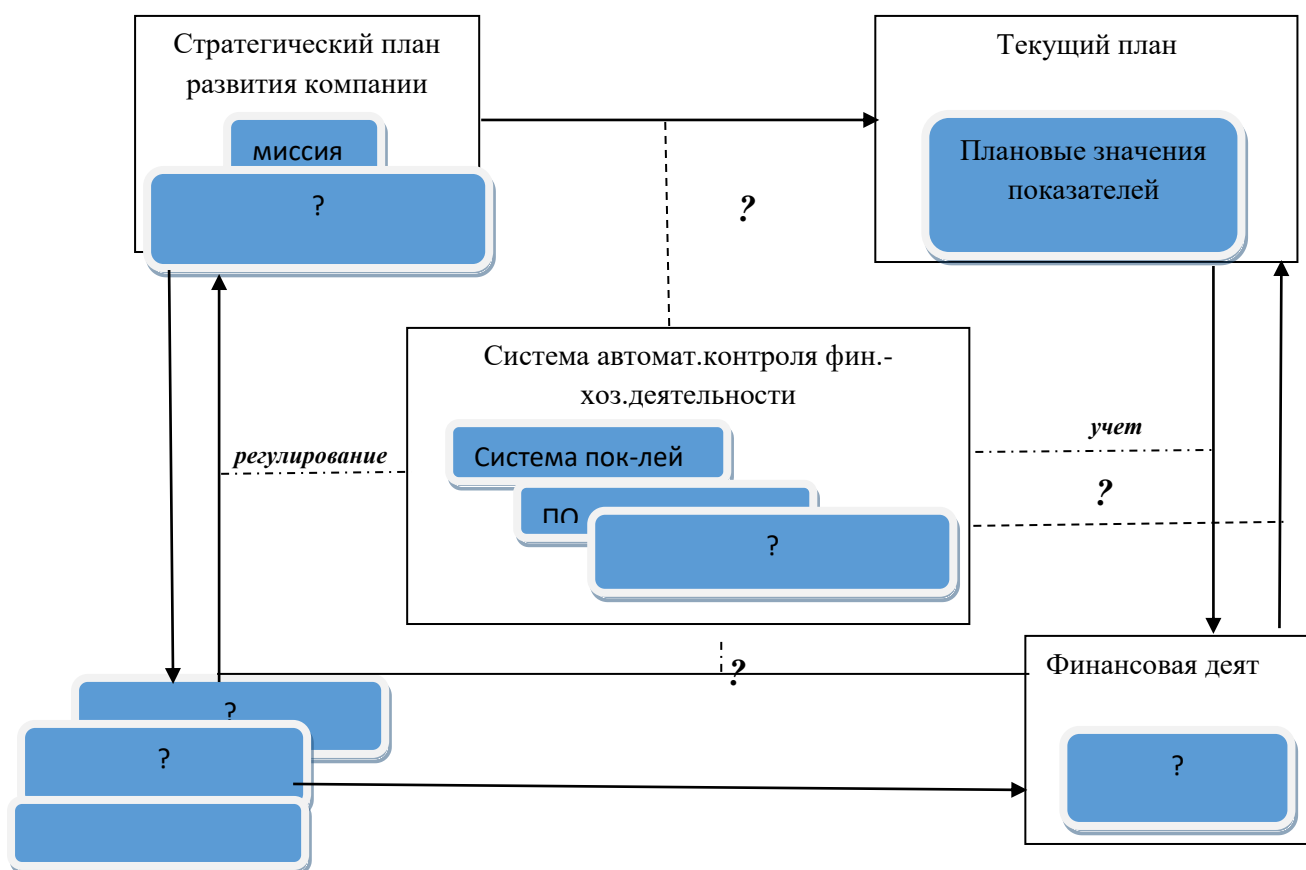 Стратегический план
развития компании
миссия
?
Текущий план
Плановые значения
показателей
?
Система автомат.контроля фин.-
хоз.деятельности
Система пок-лей
ПО
?
регулирование
учет
?
?
Финансовая деят
?
?
?